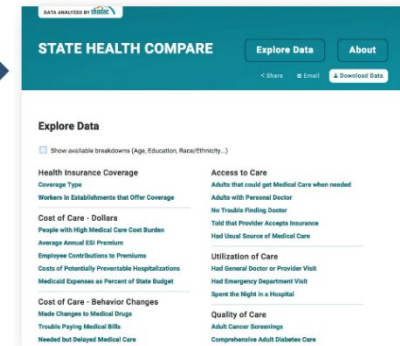 DATA ANALYZED BY shadac
STATE HEALTH COMPARE
Explore Data
About
Share
Email
Download Data
Explore Data
Show available breakdowns (Age, Education, Race/Ethnicity...)
Health Insurance Coverage
Coverage Type
Workers in Establishments that Offer Coverage
Cost of Care - Dollars
People with High Medical Care Cost Burden
Average Annual ESI Premium
Employee Contributions to Premiums
Costs of Potentially Preventable Hospitalizations
Medicaid Expenses as Percent of State Budget
Cost of Care - Behavior Changes
Made Changes to Medical Drugs
Trouble Paying Medical Bills
Needed but Delayed Medical Care
Access to Care
Adults that could get Medical Care when needed
Adults with Personal Doctor
No Trouble Finding Doctor
Told that Provider Accepts Insurance
Had Usual Source of Medical Care
Utilization of Care
Had General Doctor or Provider Visit
Had Emergency Department Visit
Spent the Night in a Hospital
Quality of Care
Adult Cancer Screenings
Comprehensive Adult Diabetes Care